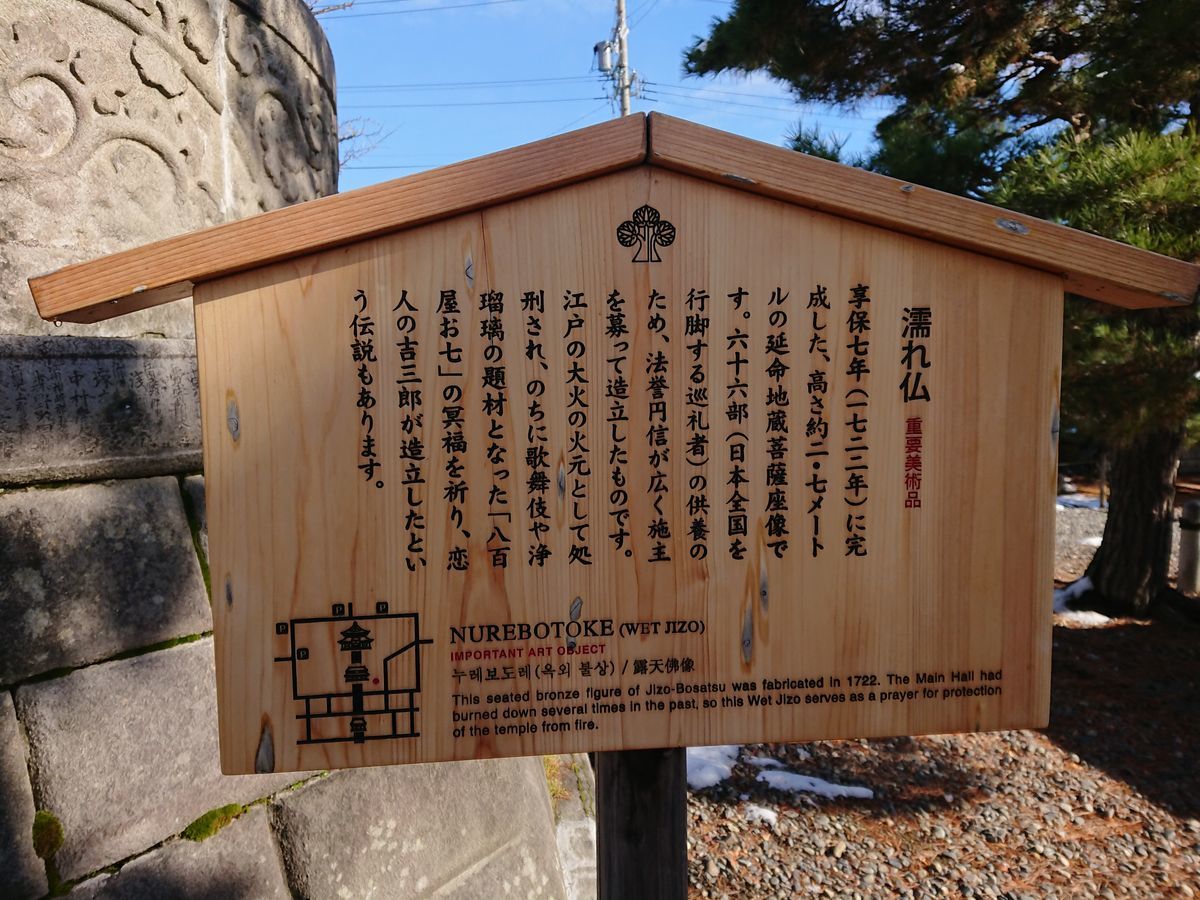 濡れ仏 重要美術品
享保七年(一七二二年)に完
成した、高さ約二・七メート
ルの延命地蔵菩薩座像で
す。六十六部(日本全国を
行脚する巡礼者)の供養の
ため、法誉円信が広く施主
を募って造立したものです。
江戸の大火の火元として処
刑され、のちに歌舞伎や浄
瑠璃の題材となった「八百
屋お七」の冥福を祈り、恋
人の吉三郎が造立したとい
う伝説もあります。
P P
P
P
NUREBOTOKE (WET JIZO)
IMPORTANT ART OBJECT
누레보도레(옥외 불상) / 露天佛像
This seated bronze figure of Jizo-Bosatsu was fabricated in 1722. The Main Hall had
burned down several times in the past, so this Wet Jizo serves as a prayer for protection
of the temple from fire.